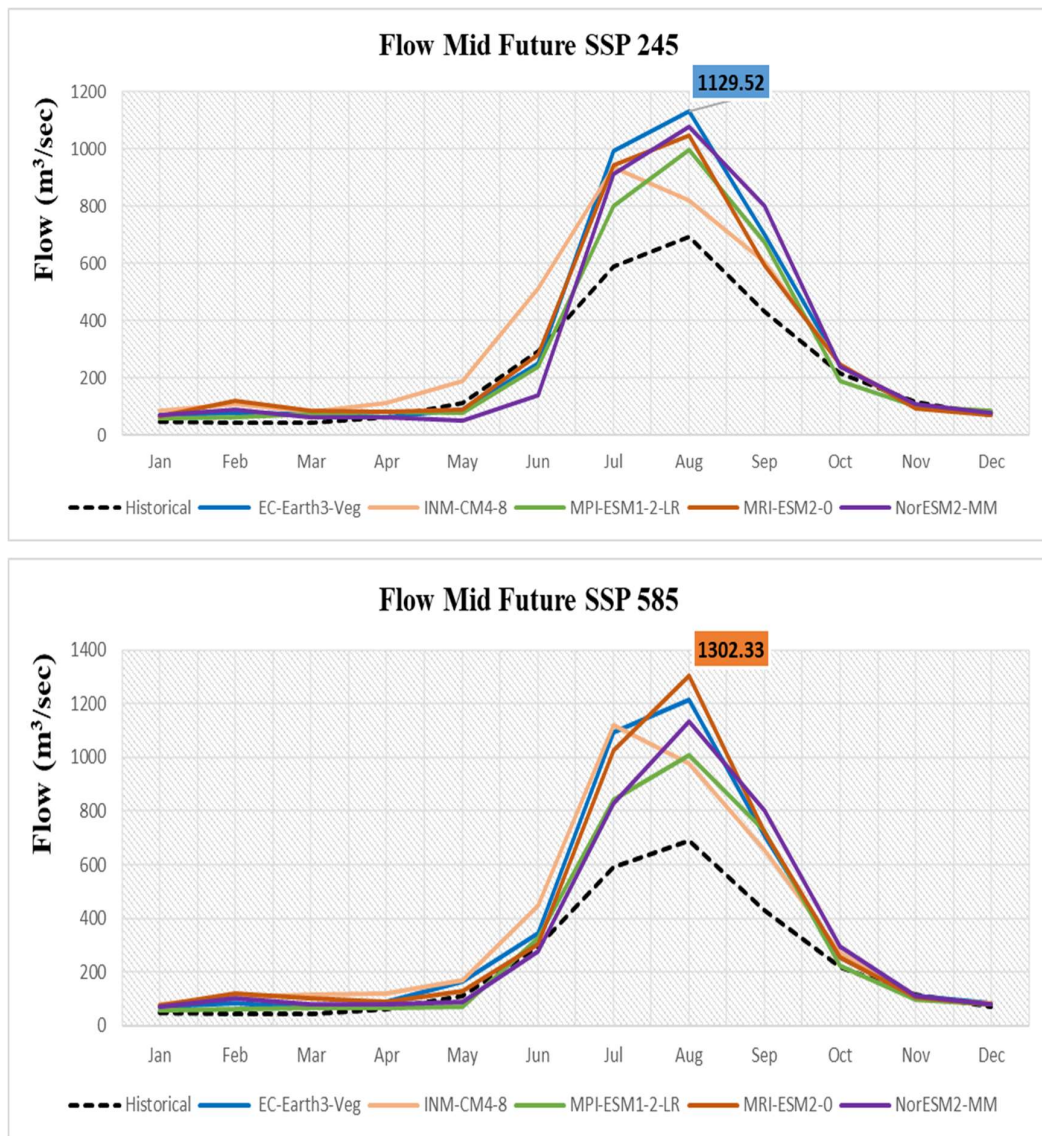 Flow Mid Future SSP 245
1129.52
Flow (m³/sec)
1200
1000
800
600
400
200
0
Jan Feb Mar Apr May Jun Jul Aug Sep Oct Nov Dec
Historical EC-Earth3-Veg INM-CM4-8 MPI-ESM1-2-LR MRI-ESM2-0 NorESM2-MM
Flow Mid Future SSP 585
1302.33
Flow (m³/sec)
1400
1200
1000
800
600
400
200
0
Jan Feb Mar Apr May Jun Jul Aug Sep Oct Nov Dec
Historical EC-Earth3-Veg INM-CM4-8 MPI-ESM1-2-LR MRI-ESM2-0 NorESM2-MM